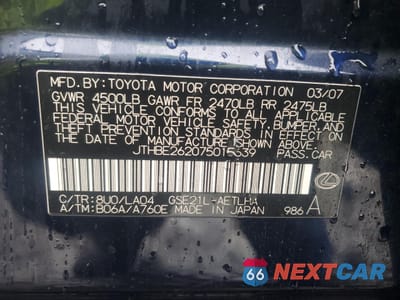 MFD. BY: TOYOTA MOTOR CORPORATION 03/07
GVWR 4500LB GAWR FR 2470LB RR 2475LB
THIS VEHICLE CONFORMS TO ALL APPLICABLE
FEDERAL MOTOR VEHICLE SAFETY, BUMPER, AND
THEFT PREVENTION STANDARDS IN EFFECT ON
THE DATE OF MANUFACTURE SHOWN ABOVE.
JTHBE262075015339 PASS. CAR
C/TR: 8U0/LA04 GSE21L-AETLHA
A/TM: B06A/A760E MADE IN JAPAN 986 A
66 NEXTCAR